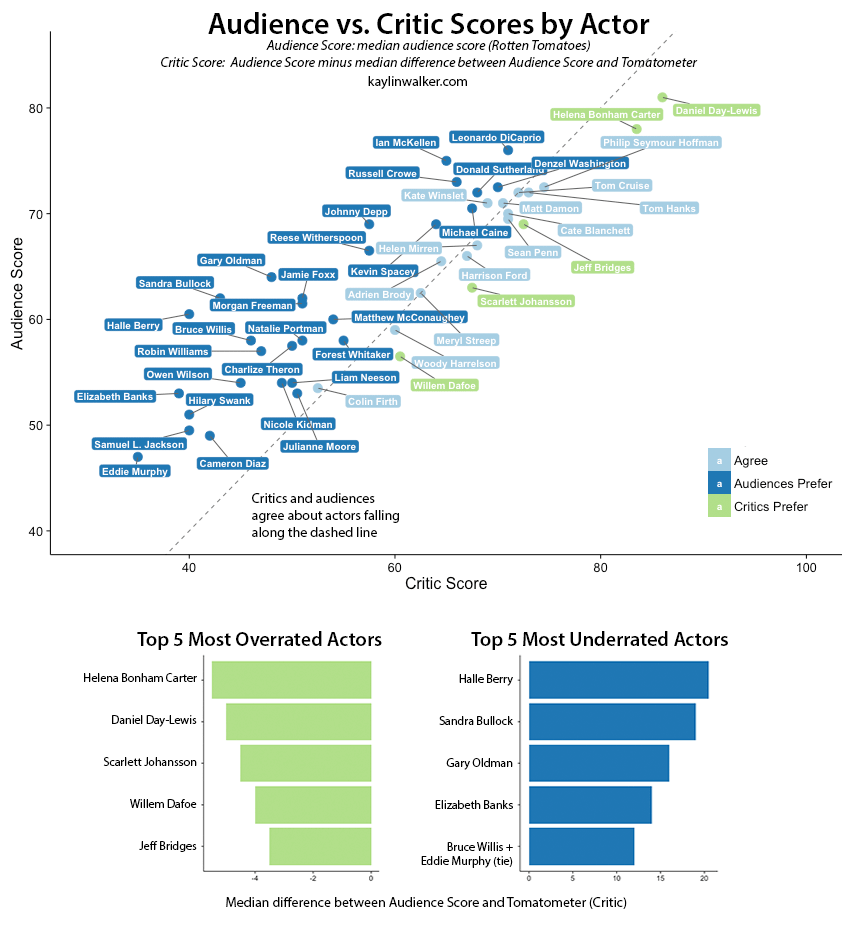 Audience vs. Critic Scores by Actor
Audience Score: median audience score (Rotten Tomatoes)
Critic Score: Audience Score minus median difference between Audience Score and Tomatometer
kaylinwalker.com
Audience Score
80
70
60
50
40
Daniel Day-Lewis
Helena Bonham Carter
Leonardo DiCaprio
Ian McKellen
Philip Seymour Hoffman
Denzel Washington
Donald Sutherland
Russell Crowe
Tom Cruise
Kate Winslet
Matt Damon
Tom Hanks
Johnny Depp
Michael Caine
Cate Blanchett
Reese Witherspoon
Helen Mirren
Sean Penn
Gary Oldman
Jeff Bridges
Kevin Spacey
Jamie Foxx
Harrison Ford
Sandra Bullock
Adrien Brody
Scarlett Johansson
Morgan Freeman
Halle Berry
Matthew McConaughey
Bruce Willis
Natalie Portman
Meryl Streep
Robin Williams
Forest Whitaker
Woody Harrelson
Charlize Theron
Owen Wilson
Liam Neeson
Willem Dafoe
Elizabeth Banks
Hilary Swank
Colin Firth
Nicole Kidman
Samuel L. Jackson
Julianne Moore
Cameron Diaz
Eddie Murphy
a Agree
a Audiences Prefer
a Critics Prefer
Critics and audiences
agree about actors falling
along the dashed line
40 60 80 100
Critic Score
Top 5 Most Overrated Actors
Helena Bonham Carter
Daniel Day-Lewis
Scarlett Johansson
Willem Dafoe
Jeff Bridges
-4 -2 0
Top 5 Most Underrated Actors
Halle Berry
Sandra Bullock
Gary Oldman
Elizabeth Banks
Bruce Willis +
Eddie Murphy (tie)
0 5 10 15 20
Median difference between Audience Score and Tomatometer (Critic)